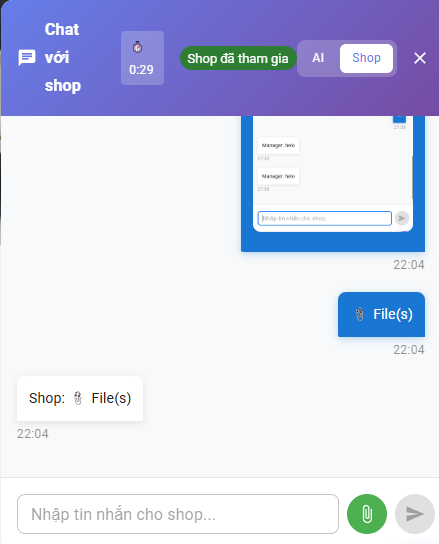 Chat
với
shop
0:29
Shop đã tham gia
AI
Shop
21:39
Manager: helo
21:39
Manager: helo
21:39
Nhập tin nhắn cho shop...
22:04
File(s)
22:04
Shop: File(s)
22:04
Nhập tin nhắn cho shop...